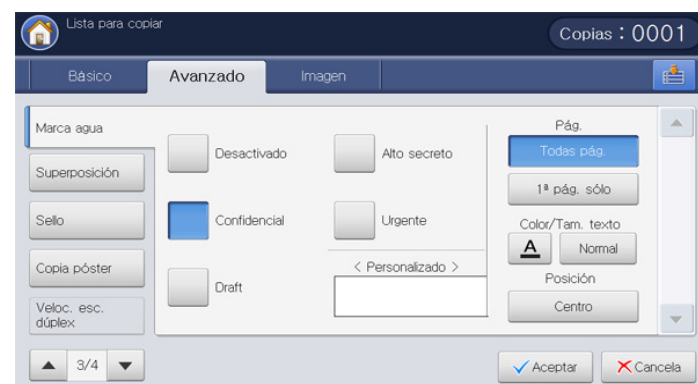 Lista para copiar
Copias : 0001
Básico
Avanzado
Imagen
Marca agua
Superposición
Sello
Copia póster
Veloc. esc.
dúplex
3/4
Desactivado
Alto secreto
Confidencial
Urgente
Draft
< Personalizado >
Pág.
Todas pág.
1ª pág. sólo
Color/Tam. texto
A
Normal
Posición
Centro
Aceptar
Cancela